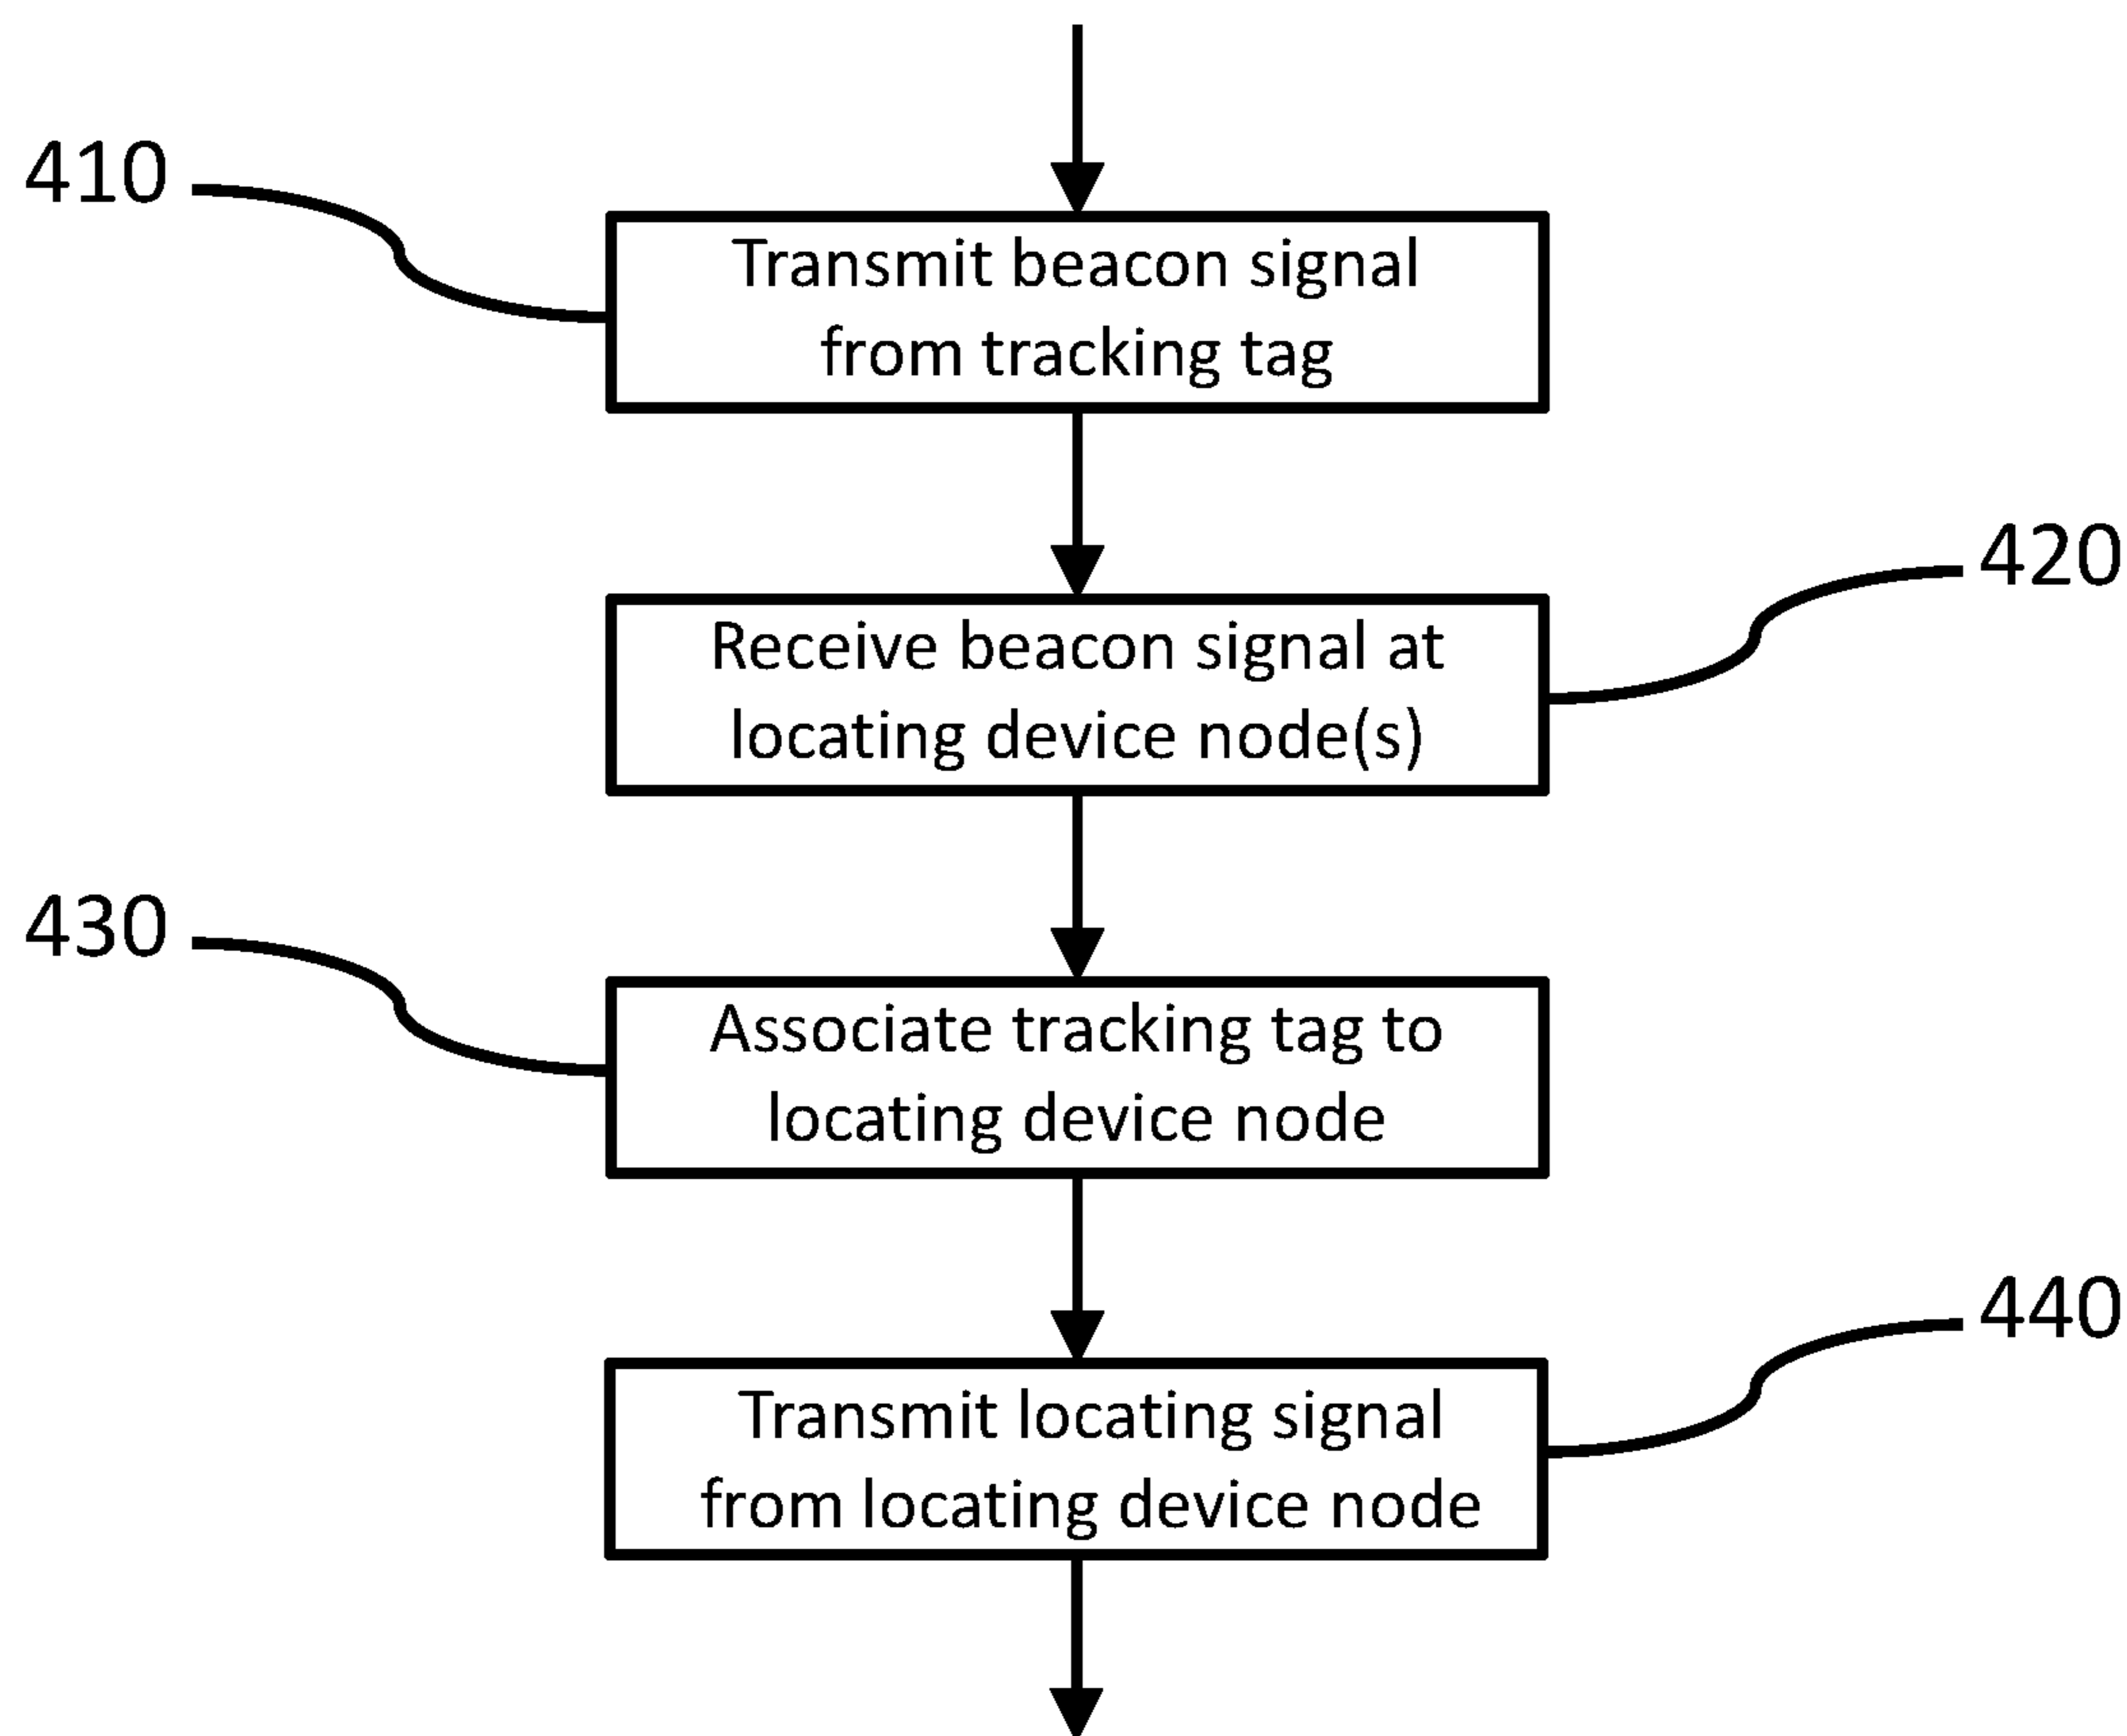 410
Transmit beacon signal
from tracking tag
420
Receive beacon signal at
locating device node(s)
430
Associate tracking tag to
locating device node
440
Transmit locating signal
from locating device node